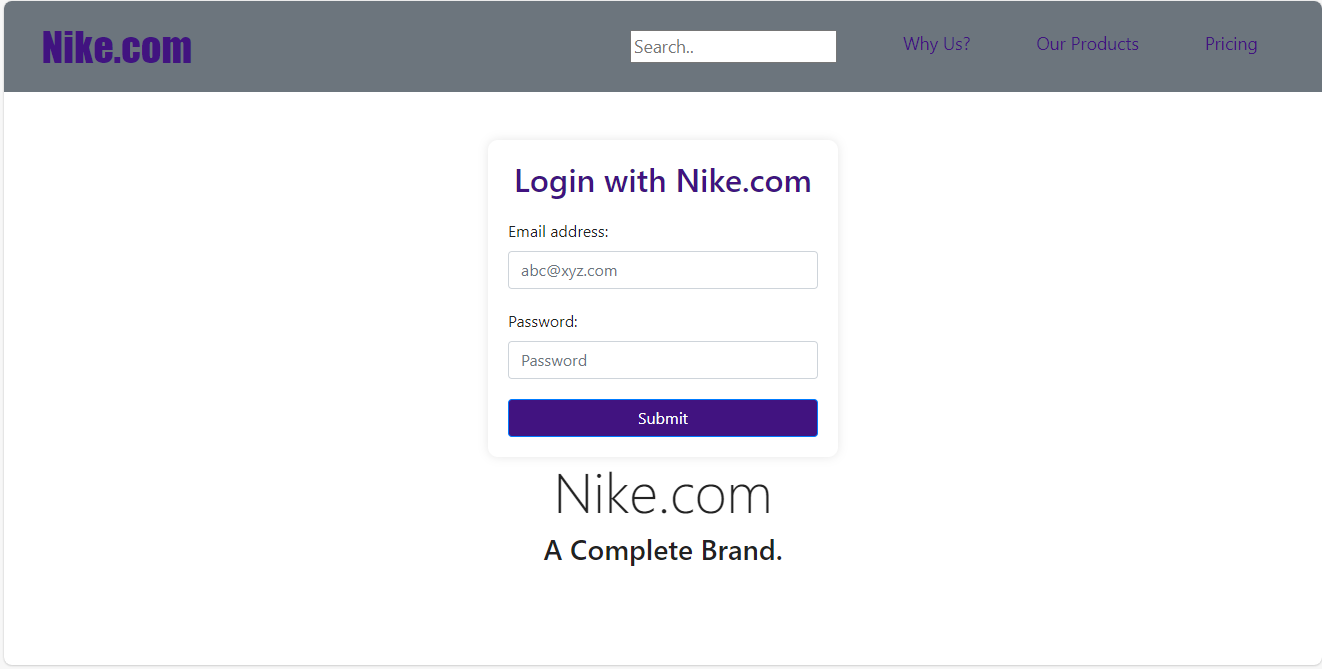 Nike.com Search.. Why Us? Our Products Pricing
Login with Nike.com
Email address:
abc@xyz.com
Password:
Password
Submit
Nike.com
A Complete Brand.